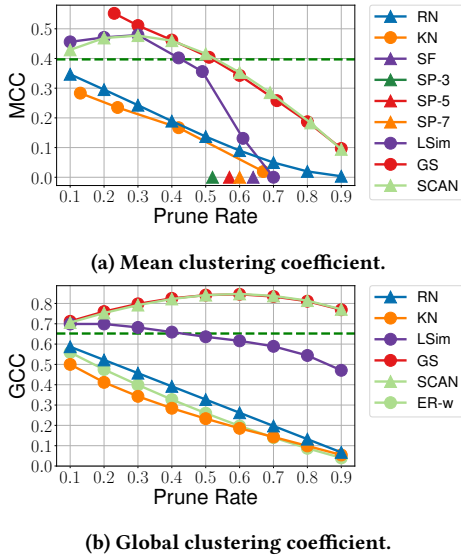 0.5
0.4
0.3
0.2
0.1
0.0
MCC
0.1 0.2 0.3 0.4 0.5 0.6 0.7 0.8 0.9
Prune Rate
RN
KN
SF
SP-3
SP-5
SP-7
LSim
GS
SCAN
(a) Mean clustering coefficient.
0.8
0.7
0.6
0.5
0.4
0.3
0.2
0.1
0.0
GCC
0.1 0.2 0.3 0.4 0.5 0.6 0.7 0.8 0.9
Prune Rate
RN
KN
LSim
GS
SCAN
ER-w
(b) Global clustering coefficient.